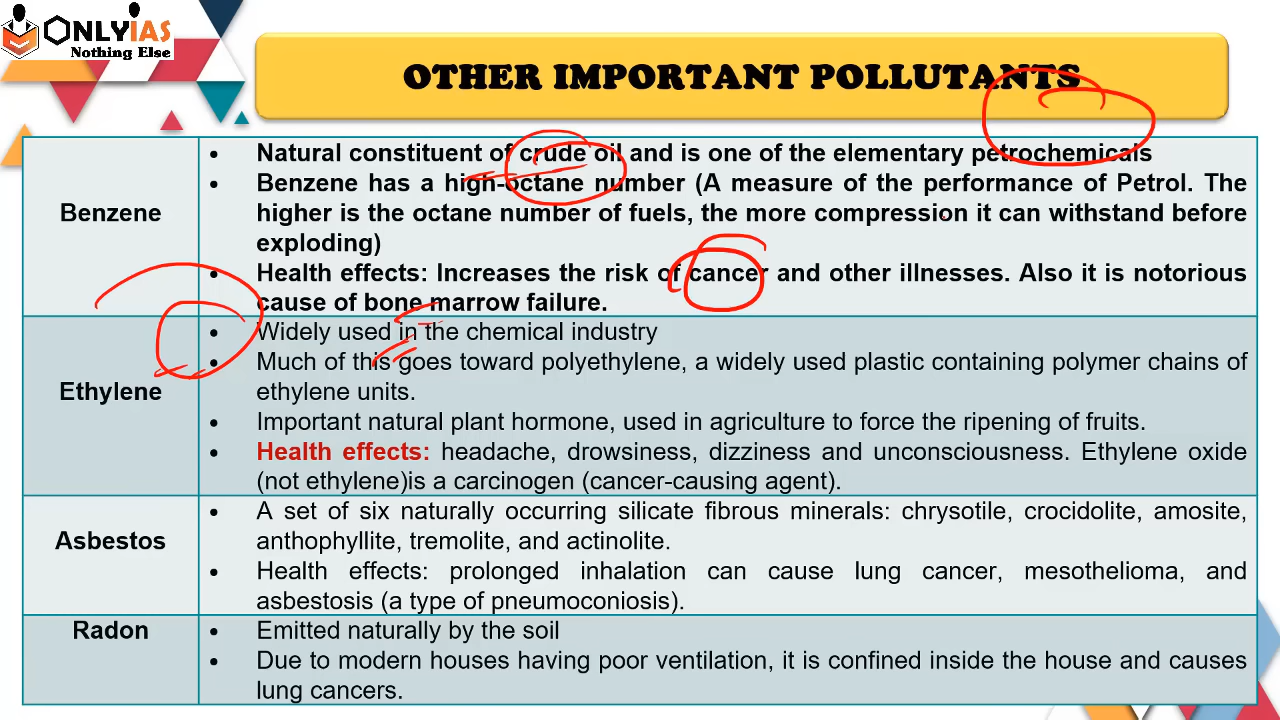 ONLYIAS
Nothing Else
OTHER IMPORTANT POLLUTANTS
Benzene
• Natural constituent of crude oil and is one of the elementary petrochemicals
• Benzene has a high-octane number (A measure of the performance of Petrol. The
higher is the octane number of fuels, the more compression it can withstand before
exploding)
• Health effects: Increases the risk of cancer and other illnesses. Also it is notorious
cause of bone marrow failure.
Ethylene
• Widely used in the chemical industry
• Much of this goes toward polyethylene, a widely used plastic containing polymer chains of
ethylene units.
• Important natural plant hormone, used in agriculture to force the ripening of fruits.
• Health effects: headache, drowsiness, dizziness and unconsciousness. Ethylene oxide
(not ethylene)is a carcinogen (cancer-causing agent).
Asbestos
• A set of six naturally occurring silicate fibrous minerals: chrysotile, crocidolite, amosite,
anthophyllite, tremolite, and actinolite.
• Health effects: prolonged inhalation can cause lung cancer, mesothelioma, and
asbestosis (a type of pneumoconiosis).
Radon
• Emitted naturally by the soil
• Due to modern houses having poor ventilation, it is confined inside the house and causes
lung cancers.